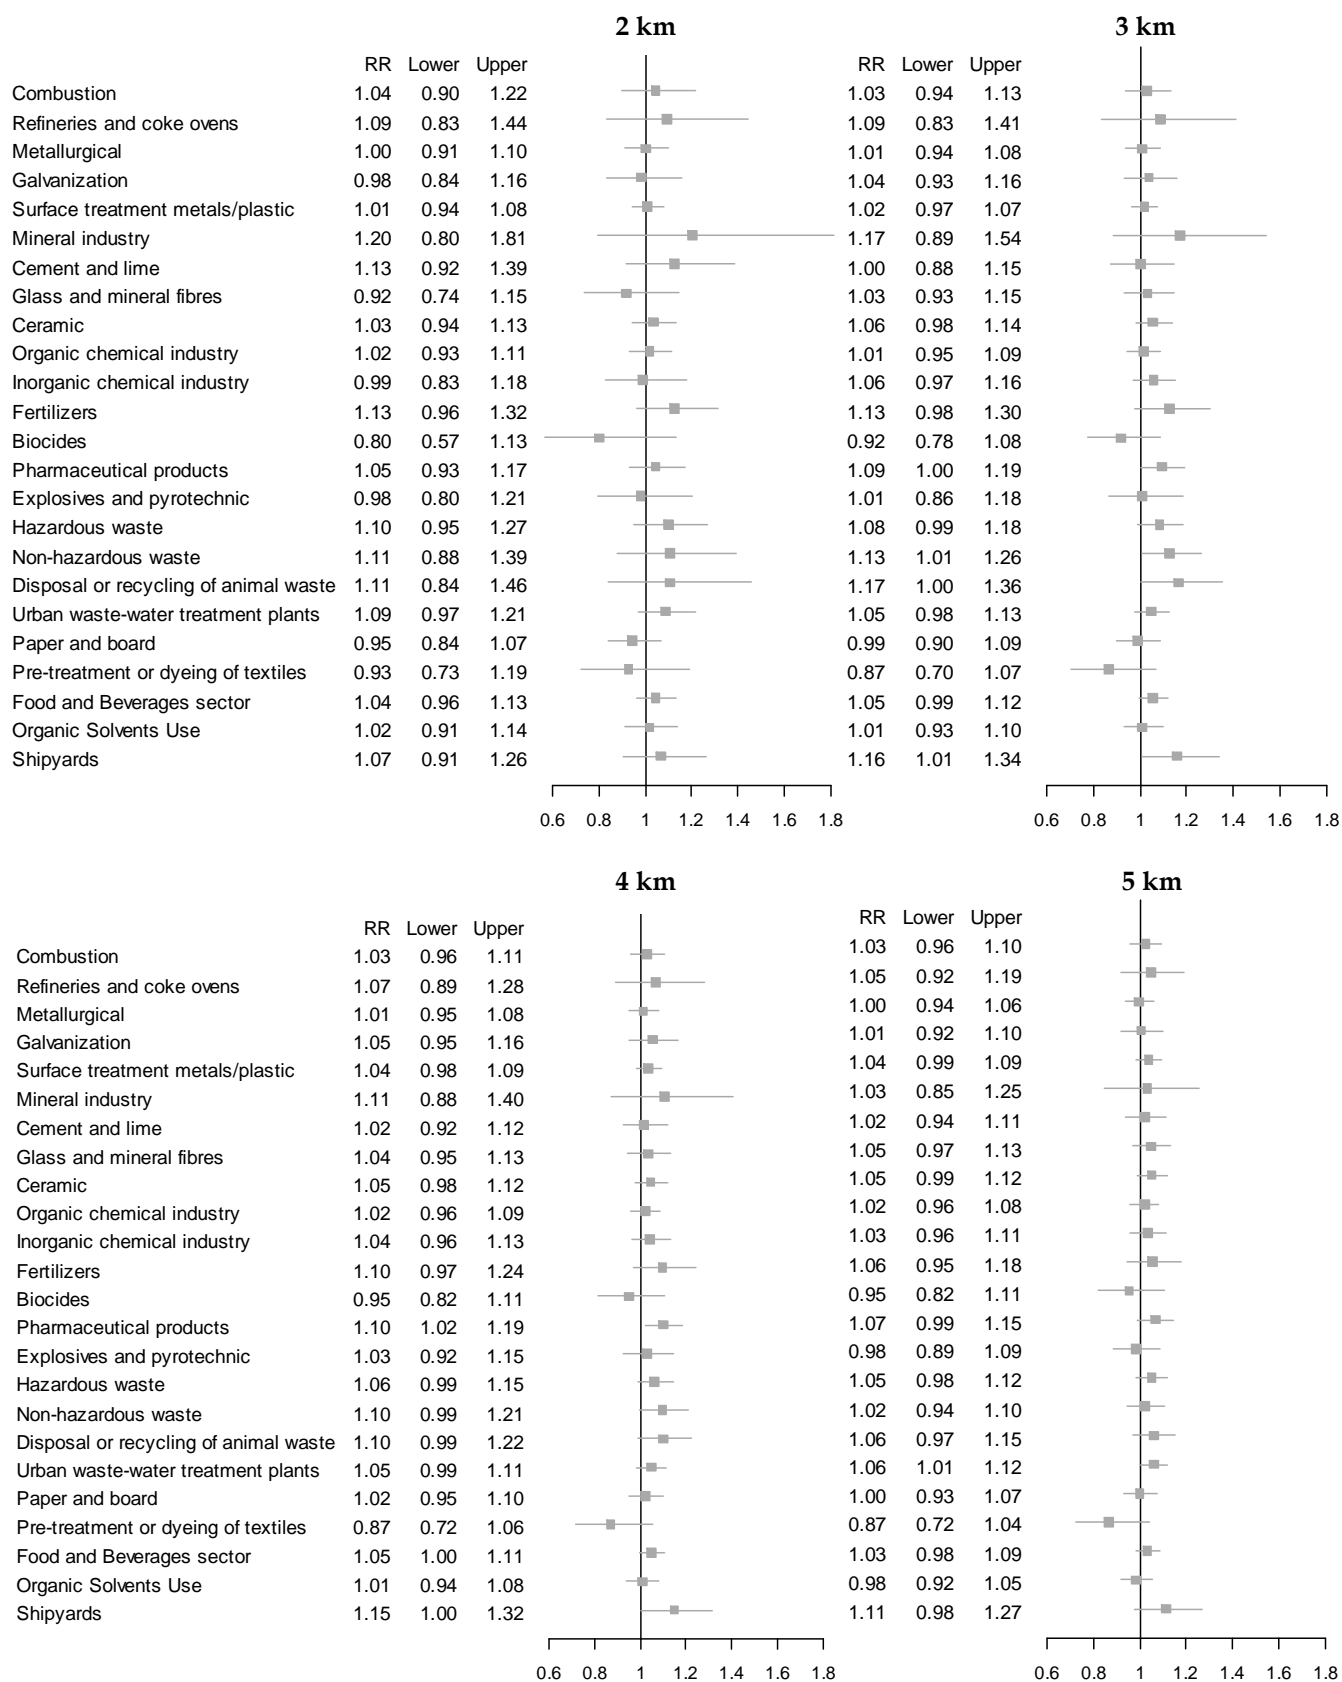 2 km 3 km
RR Lower Upper RR Lower Upper
Combustion 1.04 0.90 1.22 1.03 0.94 1.13
Refineries and coke ovens 1.09 0.83 1.44 1.09 0.83 1.41
Metallurgical 1.00 0.91 1.10 1.01 0.94 1.08
Galvanization 0.98 0.84 1.16 1.04 0.93 1.16
Surface treatment metals/plastic 1.01 0.94 1.08 1.02 0.97 1.07
Mineral industry 1.20 0.80 1.81 1.17 0.89 1.54
Cement and lime 1.13 0.92 1.39 1.00 0.88 1.15
Glass and mineral fibres 0.92 0.74 1.15 1.03 0.93 1.15
Ceramic 1.03 0.94 1.13 1.06 0.98 1.14
Organic chemical industry 1.02 0.93 1.11 1.01 0.95 1.09
Inorganic chemical industry 0.99 0.83 1.18 1.06 0.97 1.16
Fertilizers 1.13 0.96 1.32 1.13 0.98 1.30
Biocides 0.80 0.57 1.13 0.92 0.78 1.08
Pharmaceutical products 1.05 0.93 1.17 1.09 1.00 1.19
Explosives and pyrotechnic 0.98 0.80 1.21 1.01 0.86 1.18
Hazardous waste 1.10 0.95 1.27 1.08 0.99 1.18
Non-hazardous waste 1.11 0.88 1.39 1.13 1.01 1.26
Disposal or recycling of animal waste 1.11 0.84 1.46 1.17 1.00 1.36
Urban waste-water treatment plants 1.09 0.97 1.21 1.05 0.98 1.13
Paper and board 0.95 0.84 1.07 0.99 0.90 1.09
Pre-treatment or dyeing of textiles 0.93 0.73 1.19 0.87 0.70 1.07
Food and Beverages sector 1.04 0.96 1.13 1.05 0.99 1.12
Organic Solvents Use 1.02 0.91 1.14 1.01 0.93 1.10
Shipyards 1.07 0.91 1.26 1.16 1.01 1.34
0.6 0.8 1 1.2 1.4 1.6 1.8 0.6 0.8 1 1.2 1.4 1.6 1.8
4 km 5 km
RR Lower Upper RR Lower Upper
Combustion 1.03 0.96 1.11 1.03 0.96 1.10
Refineries and coke ovens 1.07 0.89 1.28 1.05 0.92 1.19
Metallurgical 1.01 0.95 1.08 1.00 0.94 1.06
Galvanization 1.05 0.95 1.16 1.01 0.92 1.10
Surface treatment metals/plastic 1.04 0.98 1.09 1.04 0.99 1.09
Mineral industry 1.11 0.88 1.40 1.03 0.85 1.25
Cement and lime 1.02 0.92 1.12 1.02 0.94 1.11
Glass and mineral fibres 1.04 0.95 1.13 1.05 0.97 1.13
Ceramic 1.05 0.98 1.12 1.05 0.99 1.12
Organic chemical industry 1.02 0.96 1.09 1.02 0.96 1.08
Inorganic chemical industry 1.04 0.96 1.13 1.03 0.96 1.11
Fertilizers 1.10 0.97 1.24 1.06 0.95 1.18
Biocides 0.95 0.82 1.11 0.95 0.82 1.11
Pharmaceutical products 1.10 1.02 1.19 1.07 0.99 1.15
Explosives and pyrotechnic 1.03 0.92 1.15 0.98 0.89 1.09
Hazardous waste 1.06 0.99 1.15 1.05 0.98 1.12
Non-hazardous waste 1.10 0.99 1.21 1.02 0.94 1.10
Disposal or recycling of animal waste 1.10 0.99 1.22 1.06 0.97 1.15
Urban waste-water treatment plants 1.05 0.99 1.11 1.06 1.01 1.12
Paper and board 1.02 0.95 1.10 1.00 0.93 1.07
Pre-treatment or dyeing of textiles 0.87 0.72 1.06 0.87 0.72 1.04
Food and Beverages sector 1.05 1.00 1.11 1.03 0.98 1.09
Organic Solvents Use 1.01 0.94 1.08 0.98 0.92 1.05
Shipyards 1.15 1.00 1.32 1.11 0.98 1.27
0.6 0.8 1 1.2 1.4 1.6 1.8 0.6 0.8 1 1.2 1.4 1.6 1.8